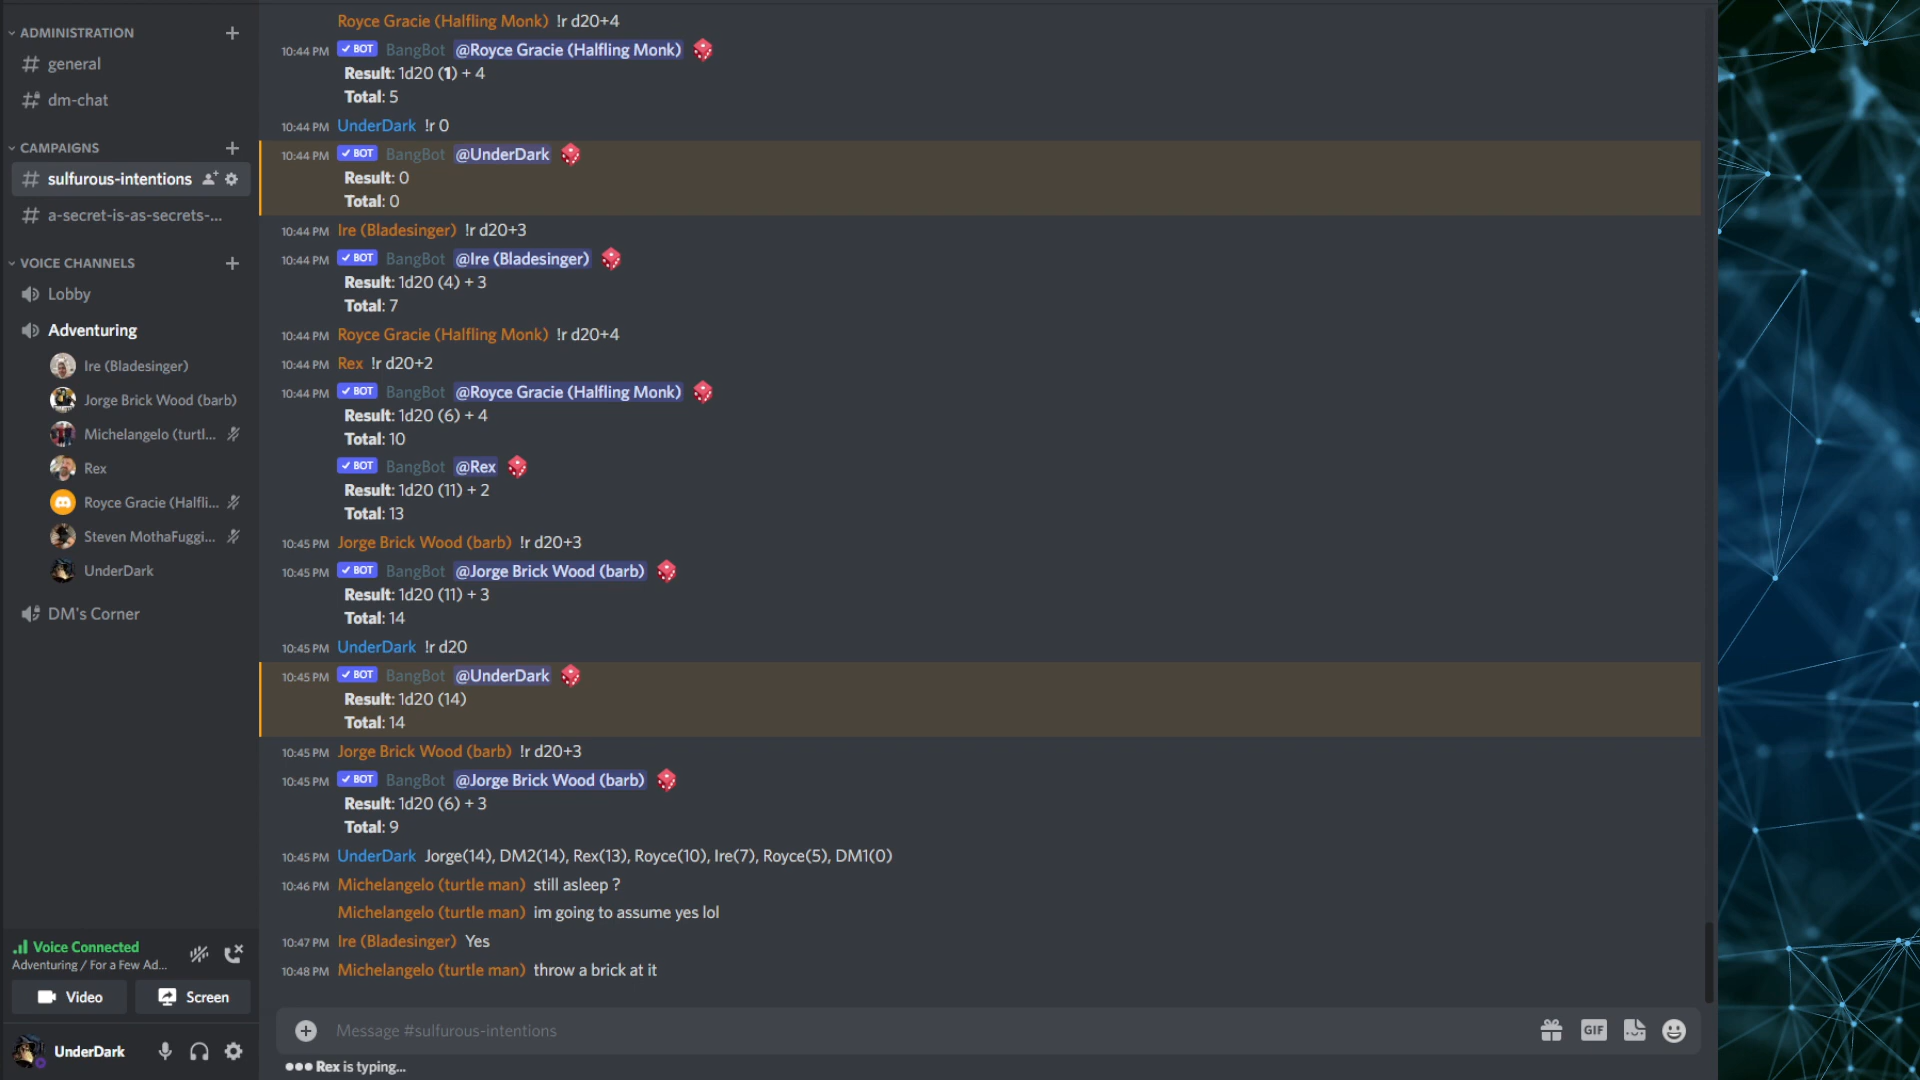 ADMINISTRATION
general
dm-chat
CAMPAIGNS
sulfurous-intentions
a-secret-is-as-secrets-...
VOICE CHANNELS
Lobby
Adventuring
Ire (Bladesinger)
Jorge Brick Wood (barb)
Michelangelo (turtl...
Rex
Royce Gracie (Halfli...
Steven MothaFuggi...
UnderDark
DM's Corner
Voice Connected
Adventuring / For a Few Ad...
Video Screen
UnderDark
Royce Gracie (Halfling Monk) !r d20+4
10:44 PM BOT BangBot @Royce Gracie (Halfling Monk)
Result: 1d20 (1) + 4
Total: 5
10:44 PM UnderDark !r 0
10:44 PM BOT BangBot @UnderDark
Result: 0
Total: 0
10:44 PM Ire (Bladesinger) !r d20+3
10:44 PM BOT BangBot @Ire (Bladesinger)
Result: 1d20 (4) + 3
Total: 7
10:44 PM Royce Gracie (Halfling Monk) !r d20+4
10:44 PM Rex !r d20+2
10:44 PM BOT BangBot @Royce Gracie (Halfling Monk)
Result: 1d20 (6) + 4
Total: 10
BOT BangBot @Rex
Result: 1d20 (11) + 2
Total: 13
10:45 PM Jorge Brick Wood (barb) !r d20+3
10:45 PM BOT BangBot @Jorge Brick Wood (barb)
Result: 1d20 (11) + 3
Total: 14
10:45 PM UnderDark !r d20
10:45 PM BOT BangBot @UnderDark
Result: 1d20 (14)
Total: 14
10:45 PM Jorge Brick Wood (barb) !r d20+3
10:45 PM BOT BangBot @Jorge Brick Wood (barb)
Result: 1d20 (6) + 3
Total: 9
10:45 PM UnderDark Jorge(14), DM2(14), Rex(13), Royce(10), Ire(7), Royce(5), DM1(0)
10:46 PM Michelangelo (turtle man) still asleep ?
Michelangelo (turtle man) im going to assume yes lol
10:47 PM Ire (Bladesinger) Yes
10:48 PM Michelangelo (turtle man) throw a brick at it
Message #sulfurous-intentions
GIF
Rex is typing...